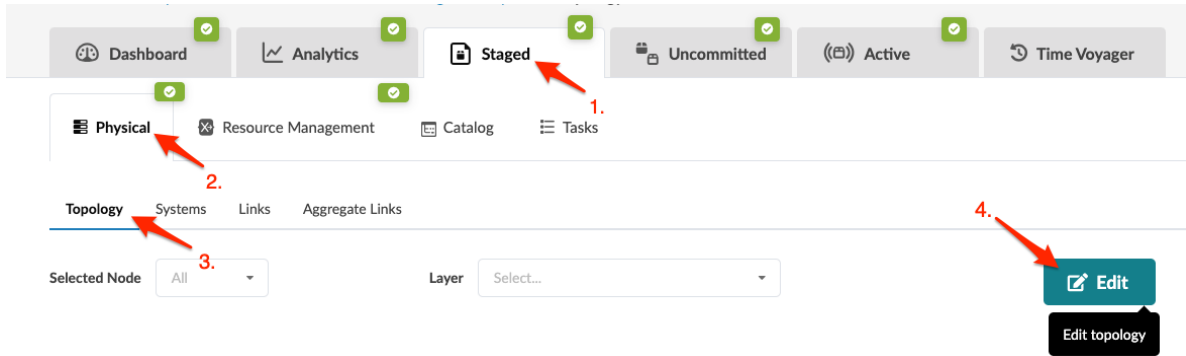 Dashboard Analytics Staged Uncommitted Active Time Voyager
1.
Physical Resource Management Catalog Tasks
2.
Topology Systems Links Aggregate Links
3.
4.
Selected Node All Layer Select... Edit
Edit topology